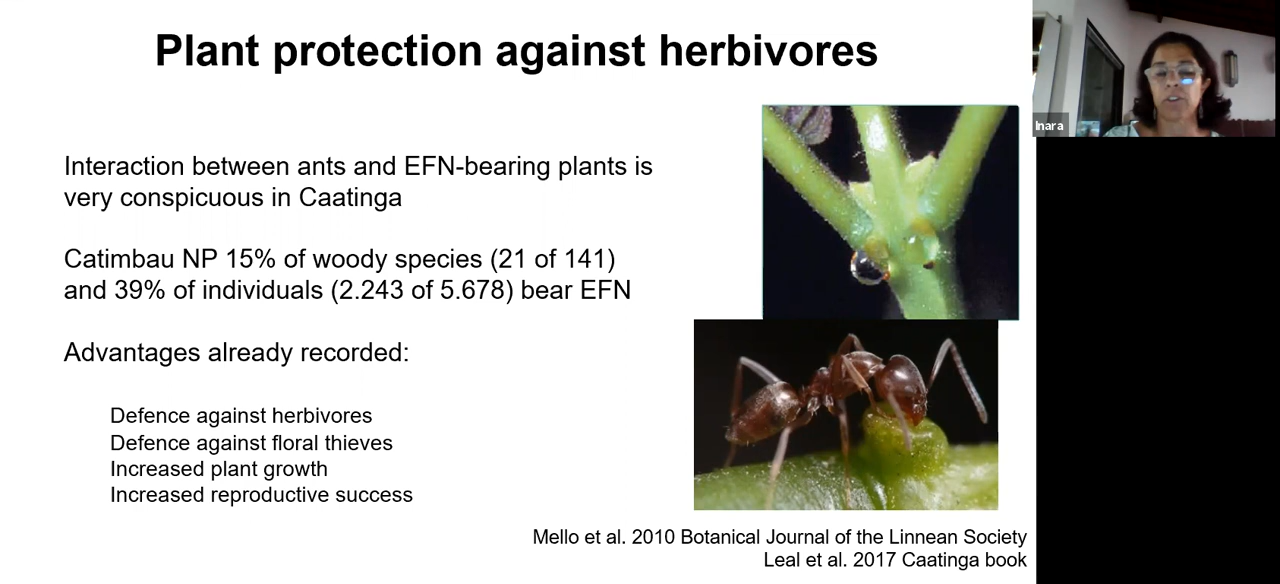 Plant protection against herbivores
Inara
Interaction between ants and EFN-bearing plants is
very conspicuous in Caatinga
Catimbau NP 15% of woody species (21 of 141)
and 39% of individuals (2.243 of 5.678) bear EFN
Advantages already recorded:
Defence against herbivores
Defence against floral thieves
Increased plant growth
Increased reproductive success
Mello et al. 2010 Botanical Journal of the Linnean Society
Leal et al. 2017 Caatinga book